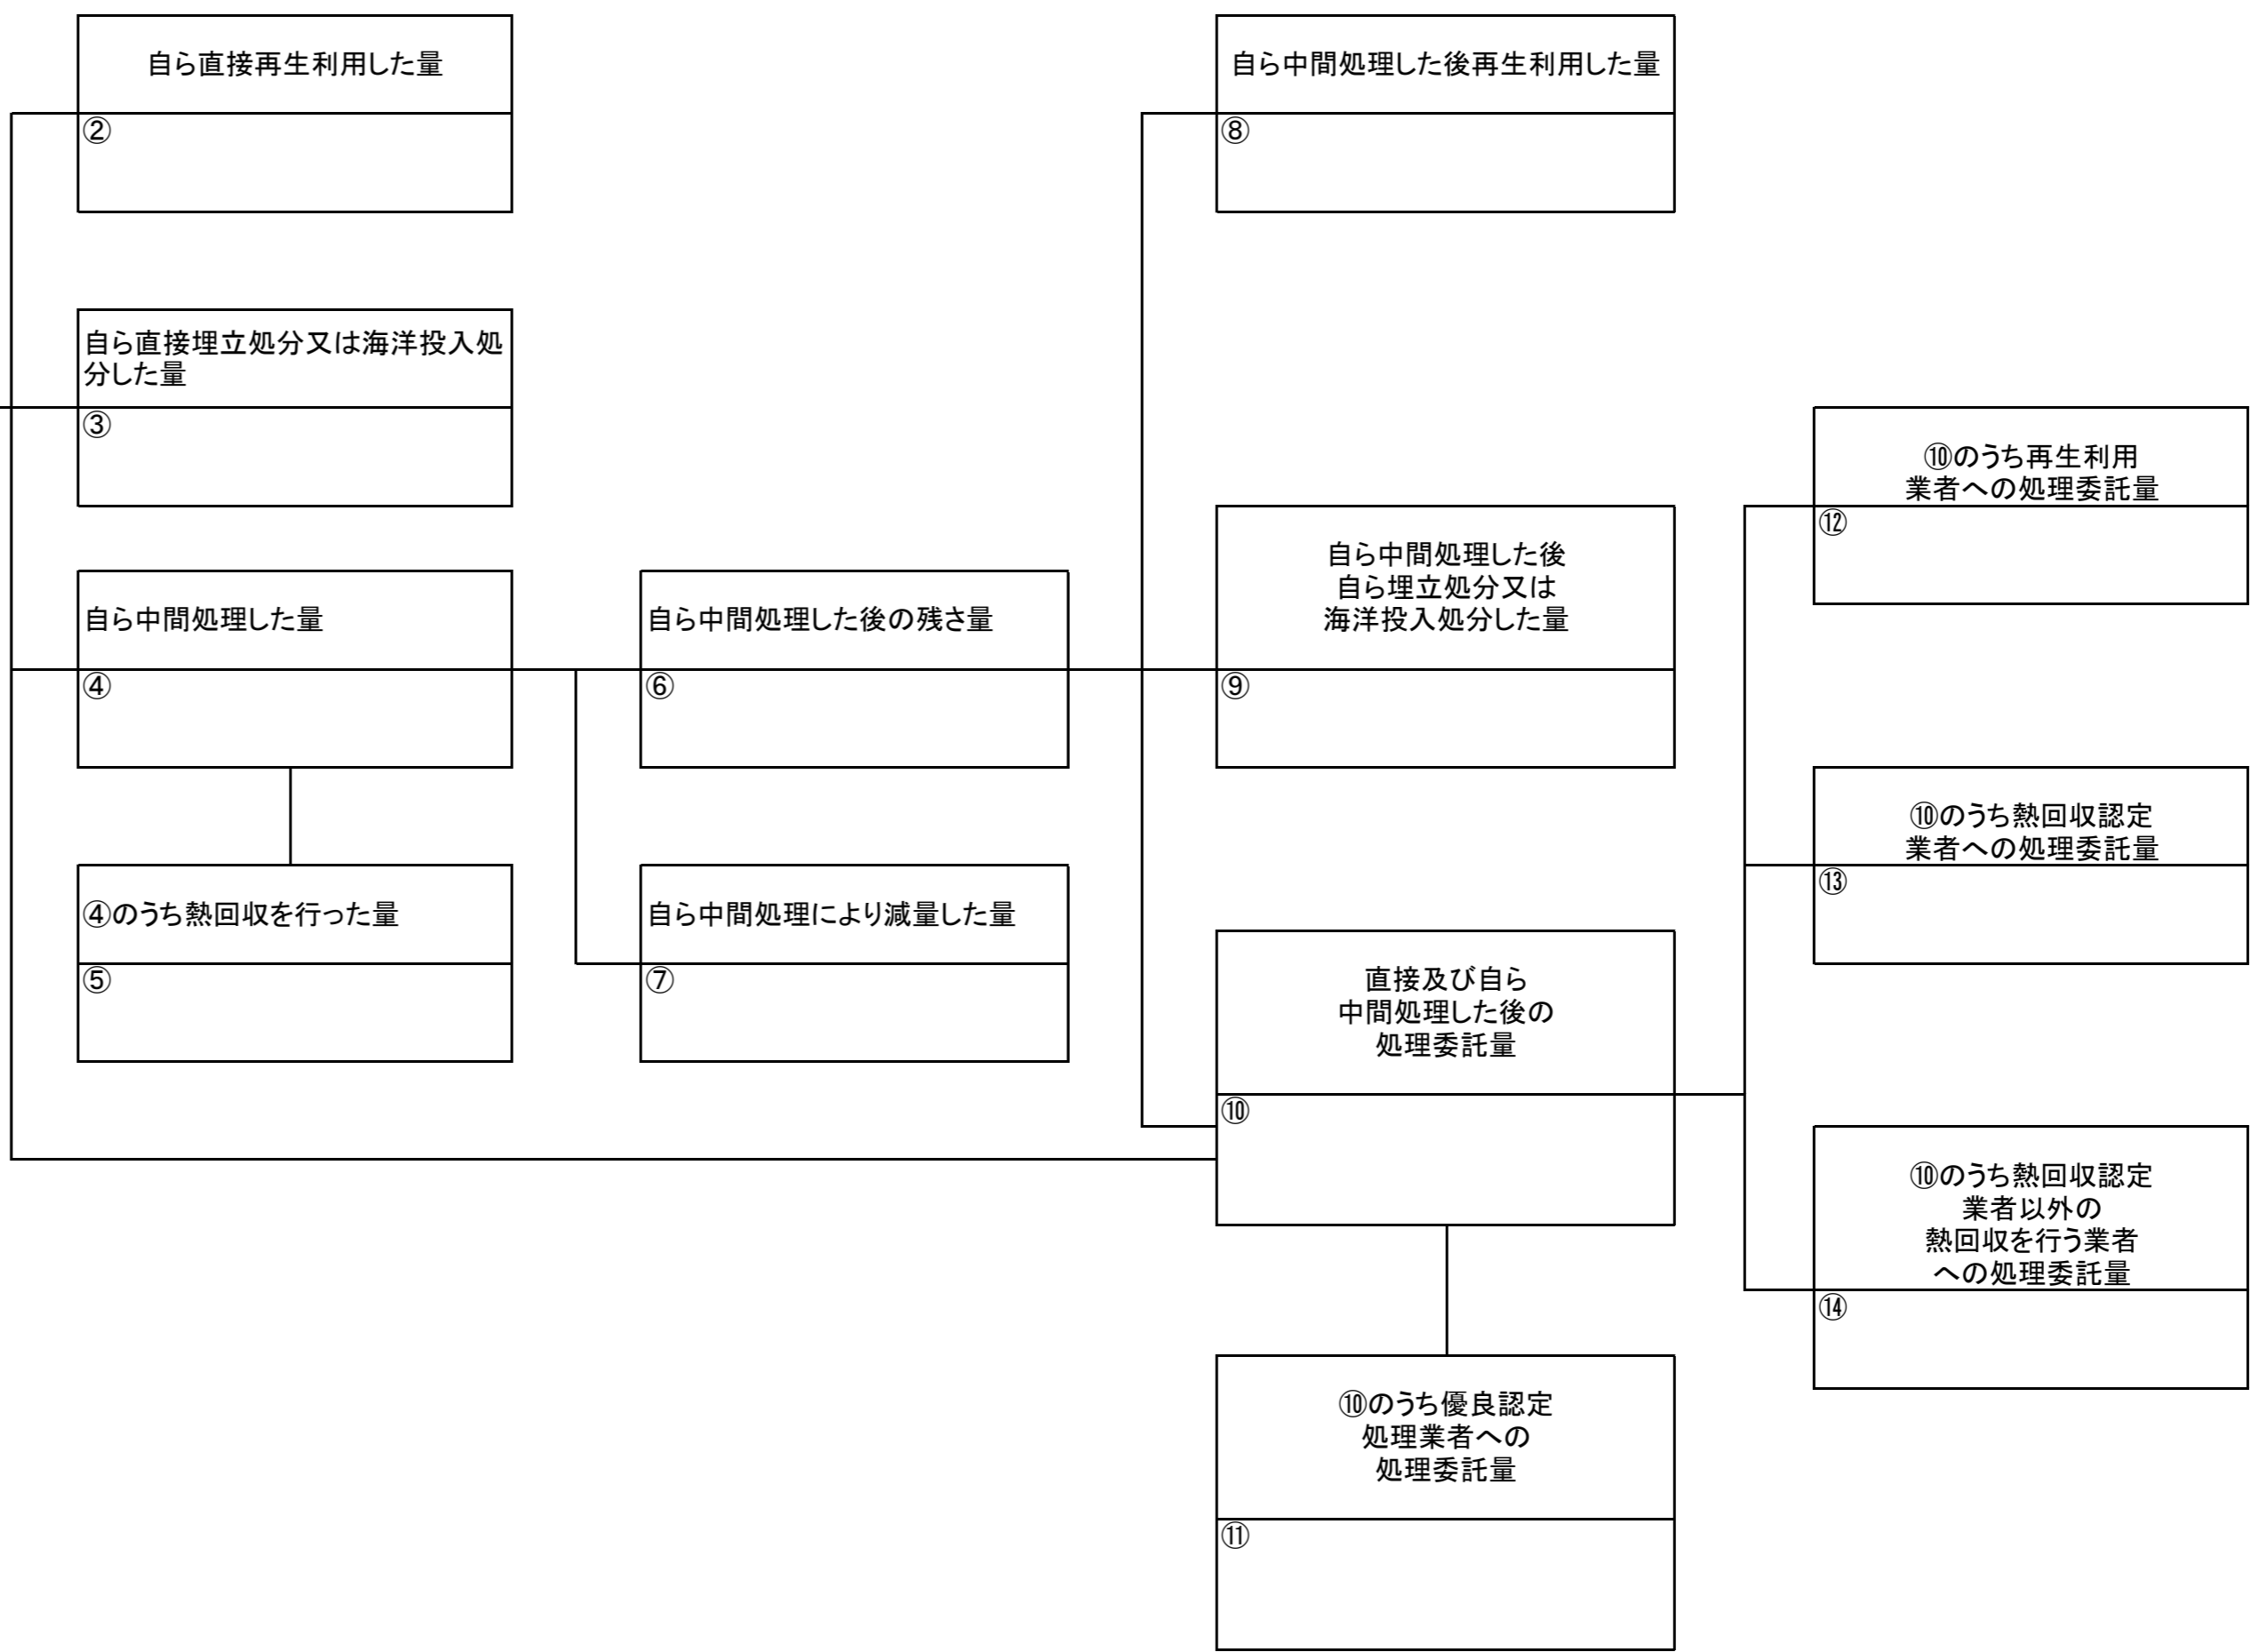 自ら直接再生利用した量
②
自ら直接埋立処分又は海洋投入処
分した量
③
自ら中間処理した量
④
④のうち熱回収を行った量
⑤
自ら中間処理した後の残さ量
⑥
自ら中間処理により減量した量
⑦
自ら中間処理した後再生利用した量
⑧
自ら中間処理した後
自ら埋立処分又は
海洋投入処分した量
⑨
直接及び自ら
中間処理した後の
処理委託量
⑩
⑩のうち優良認定
処理業者への
処理委託量
⑪
⑩のうち再生利用
業者への処理委託量
⑫
⑩のうち熱回収認定
業者への処理委託量
⑬
⑩のうち熱回収認定
業者以外の
熱回収を行う業者
への処理委託量
⑭